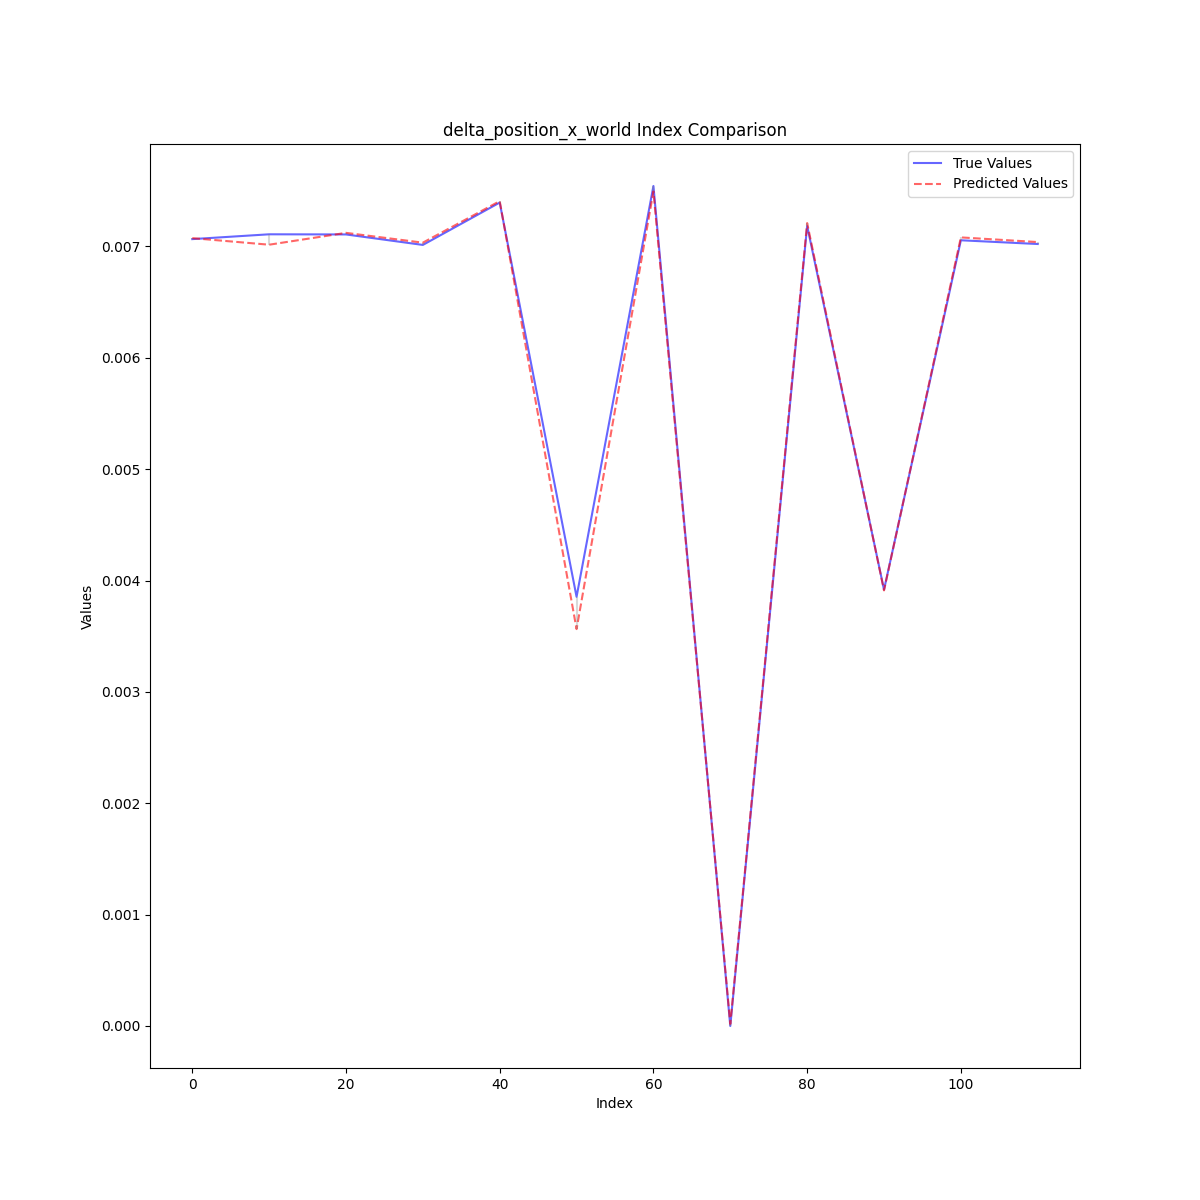 delta_position_x_world Index Comparison
True Values
Predicted Values
0.007
0.006
0.005
0.004
0.003
0.002
0.001
0.000
Values
0 20 40 60 80 100
Index